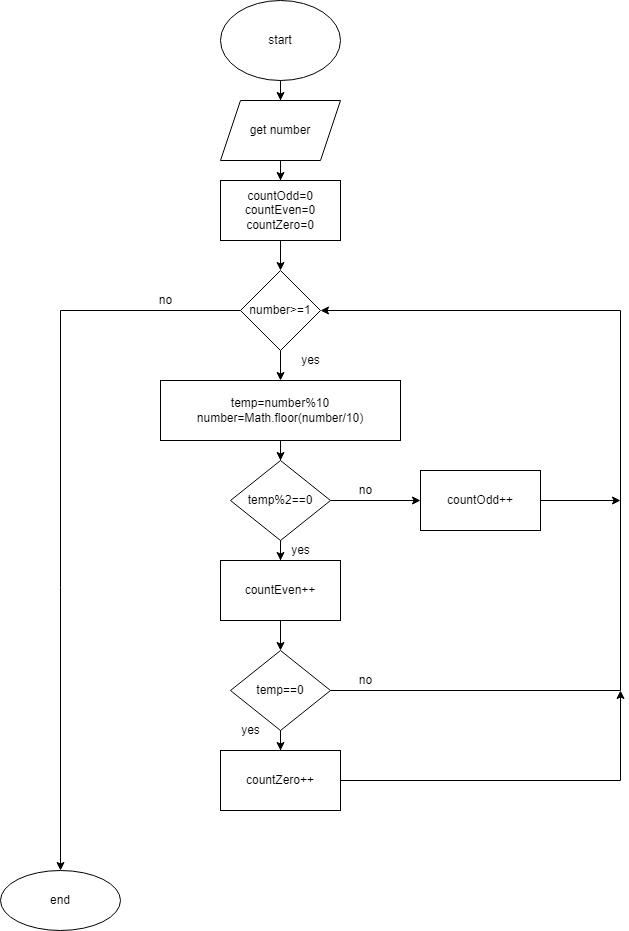 start
get number
countOdd=0
countEven=0
countZero=0
number>=1
no
yes
temp=number%10
number=Math.floor(number/10)
temp%2==0
no
countOdd++
yes
countEven++
temp==0
no
yes
countZero++
end